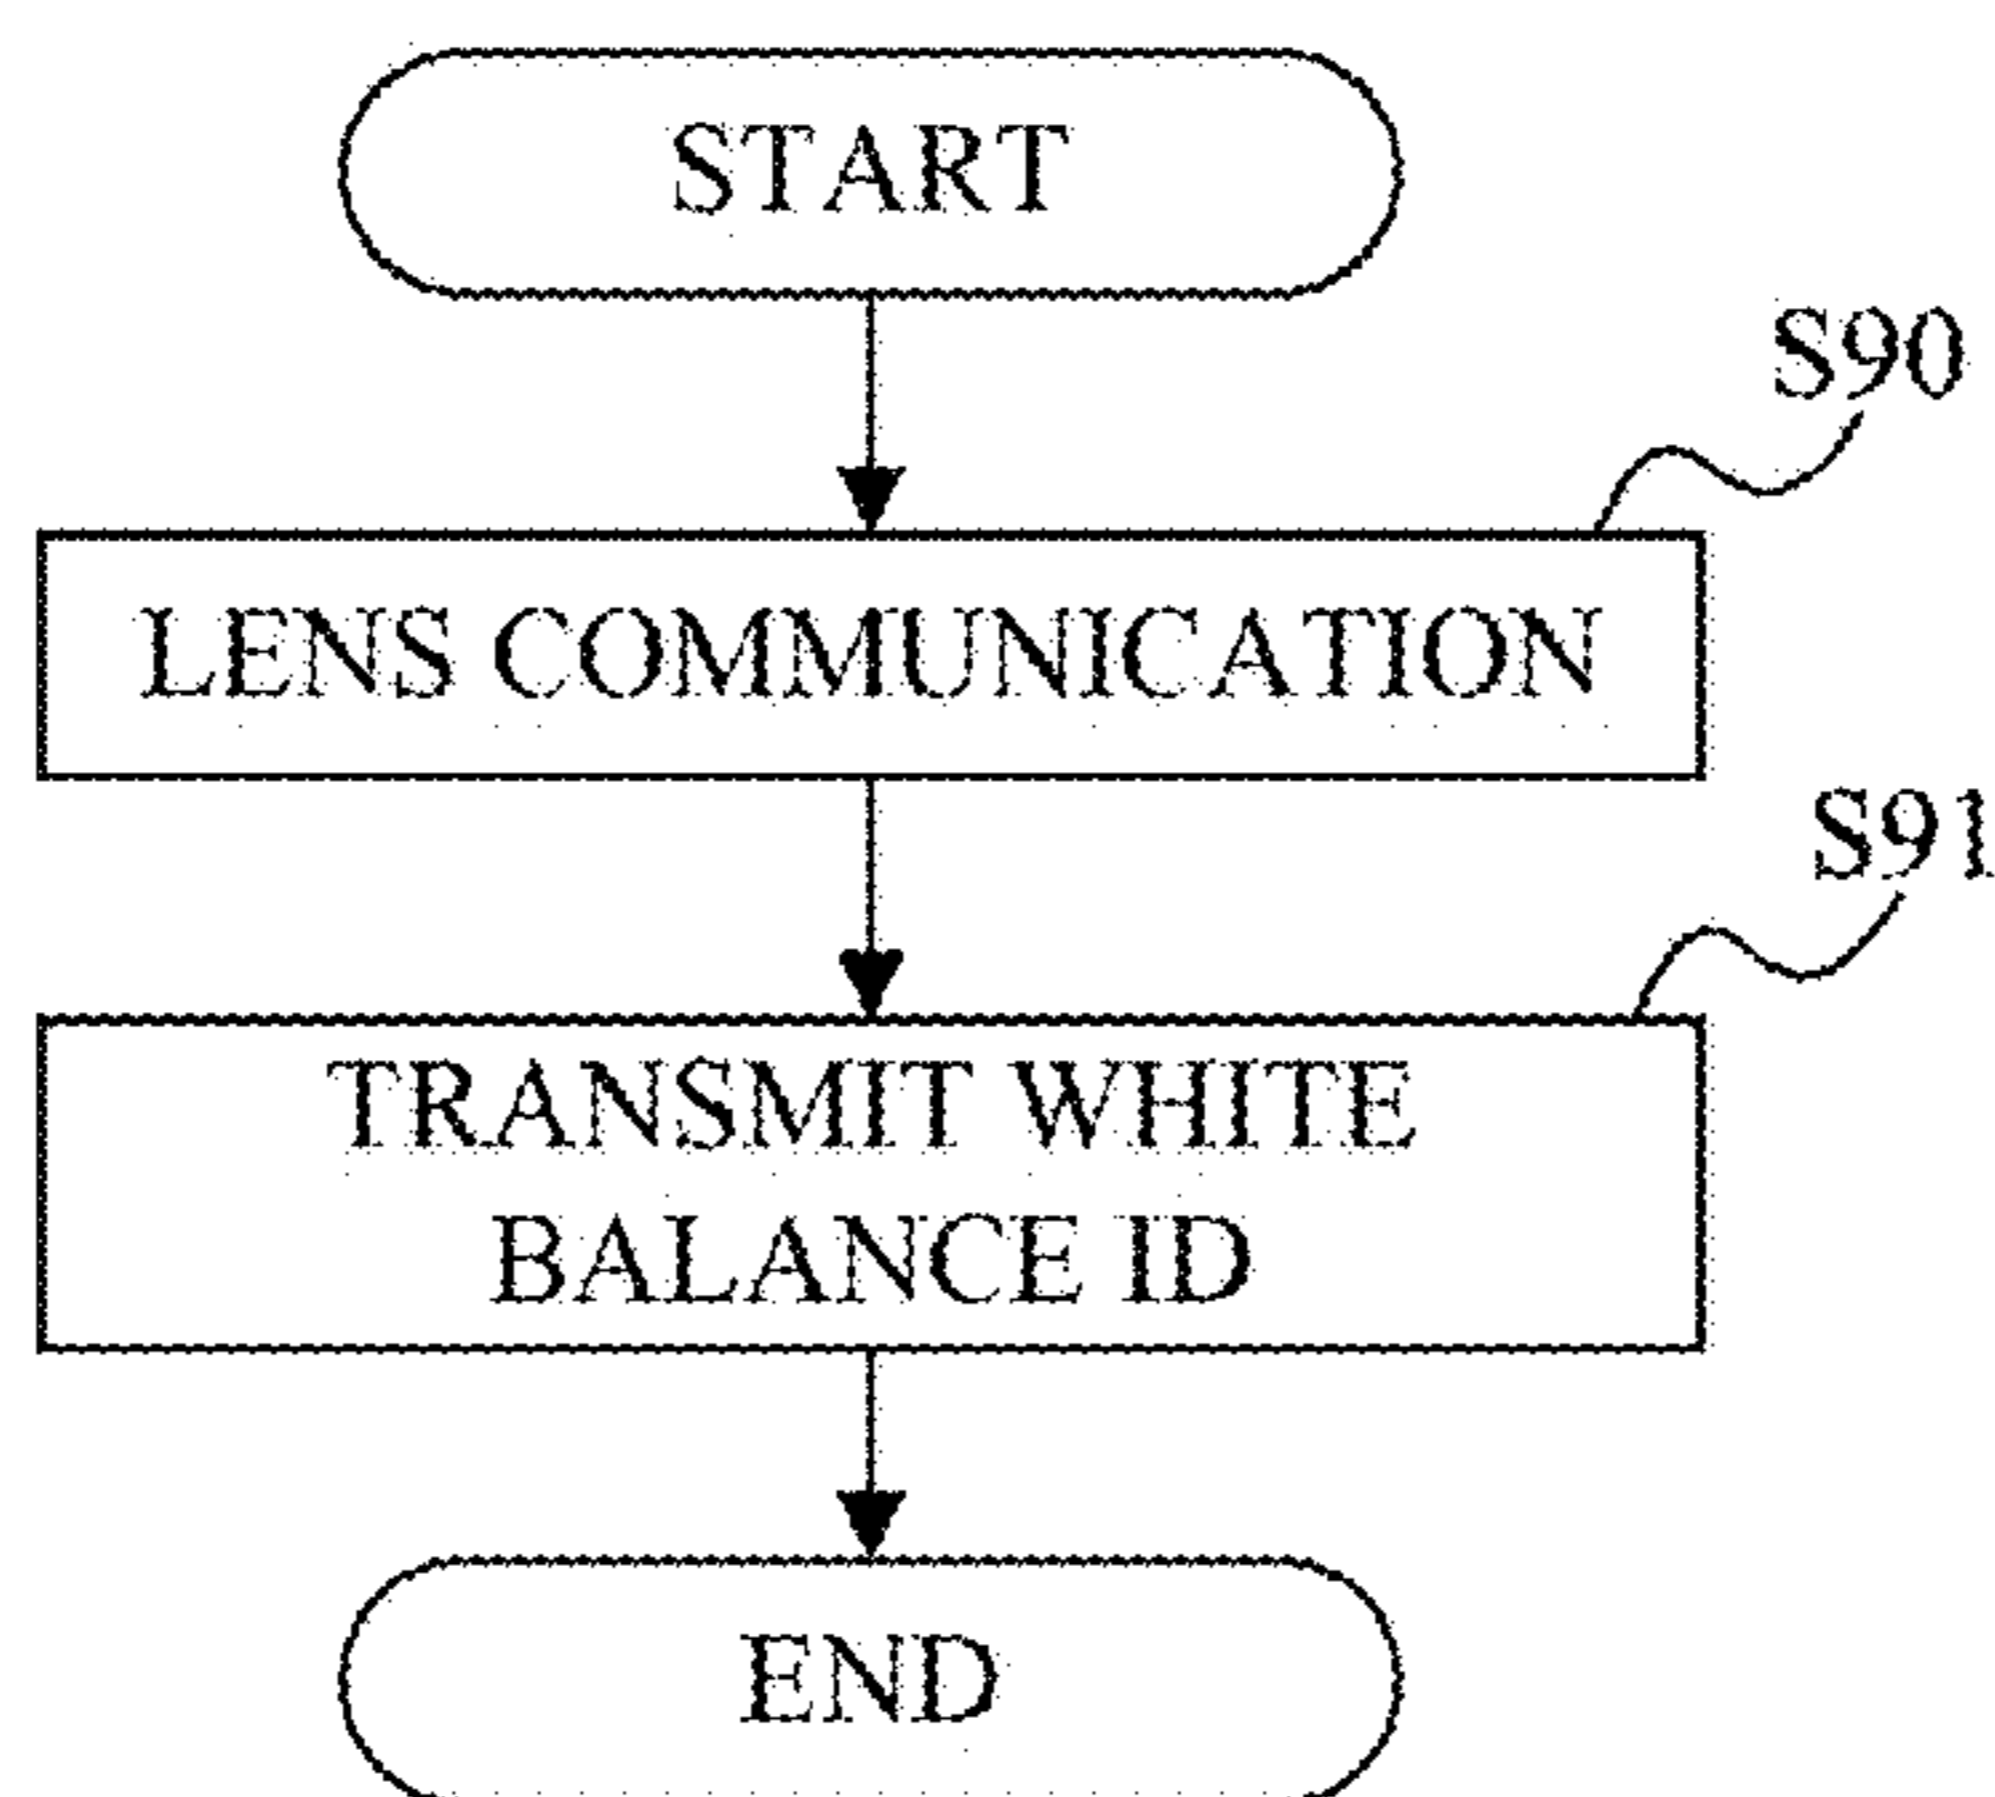 START
S90
LENS COMMUNICATION
S91
TRANSMIT WHITE
BALANCE ID
END